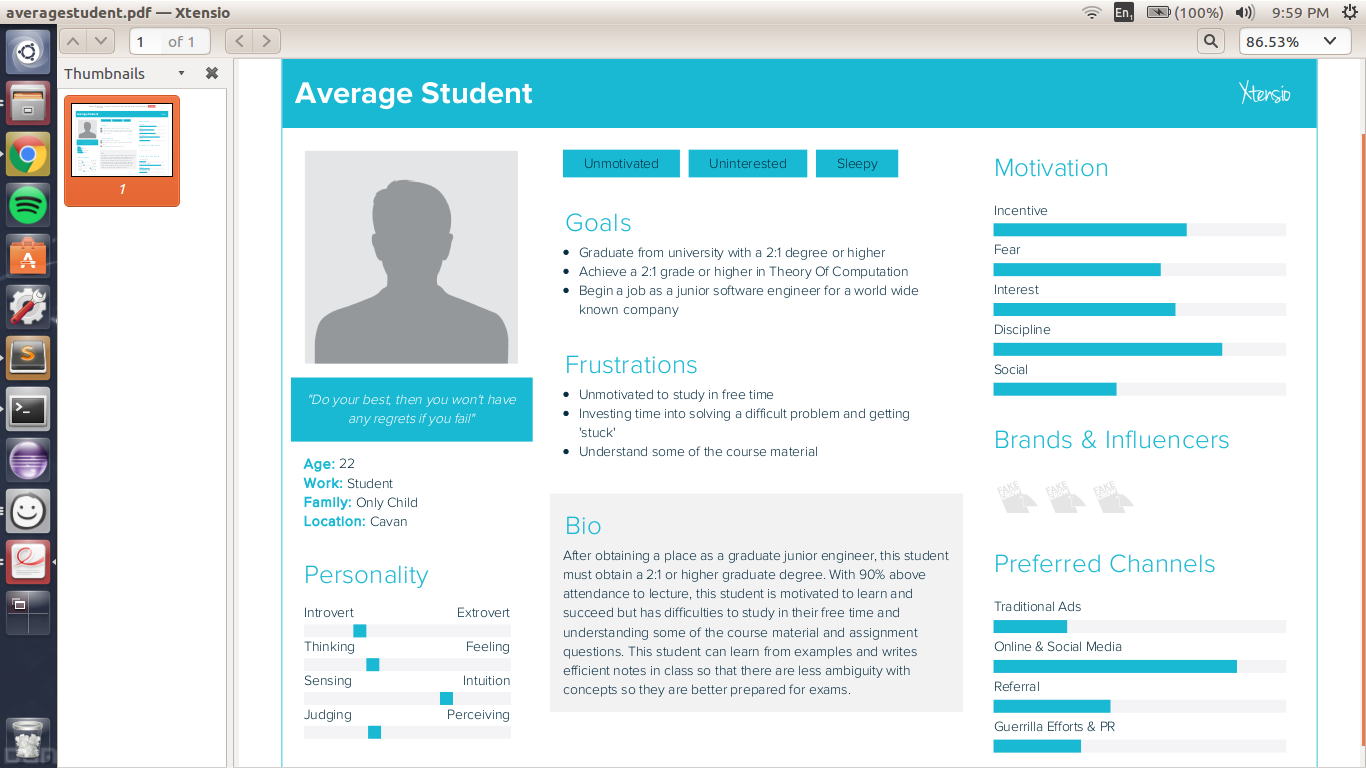 averagestudent.pdf — Xtensio
En1
(100%)
9:59 PM
1
of 1
86.53%
Thumbnails
1
Average Student
Xtensio
"Do your best, then you won't have
any regrets if you fail"
Age: 22
Work: Student
Family: Only Child
Location: Cavan
Personality
Introvert Extrovert
Thinking Feeling
Sensing Intuition
Judging Perceiving
Unmotivated
Uninterested
Sleepy
Goals
Graduate from university with a 2:1 degree or higher
Achieve a 2:1 grade or higher in Theory Of Computation
Begin a job as a junior software engineer for a world wide
known company
Frustrations
Unmotivated to study in free time
Investing time into solving a difficult problem and getting
'stuck'
Understand some of the course material
Bio
After obtaining a place as a graduate junior engineer, this student
must obtain a 2:1 or higher graduate degree. With 90% above
attendance to lecture, this student is motivated to learn and
succeed but has difficulties to study in their free time and
understanding some of the course material and assignment
questions. This student can learn from examples and writes
efficient notes in class so that there are less ambiguity with
concepts so they are better prepared for exams.
Motivation
Incentive
Fear
Interest
Discipline
Social
Brands & Influencers
Preferred Channels
Traditional Ads
Online & Social Media
Referral
Guerrilla Efforts & PR